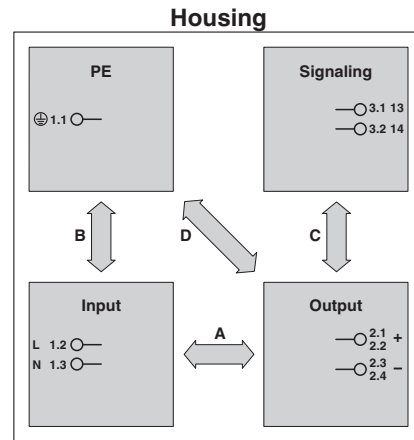 Housing
PE
1.1
Signaling
3.1 13
3.2 14
B
D
C
Input
L 1.2
N 1.3
A
Output
2.1
2.2 +
2.3
2.4 −